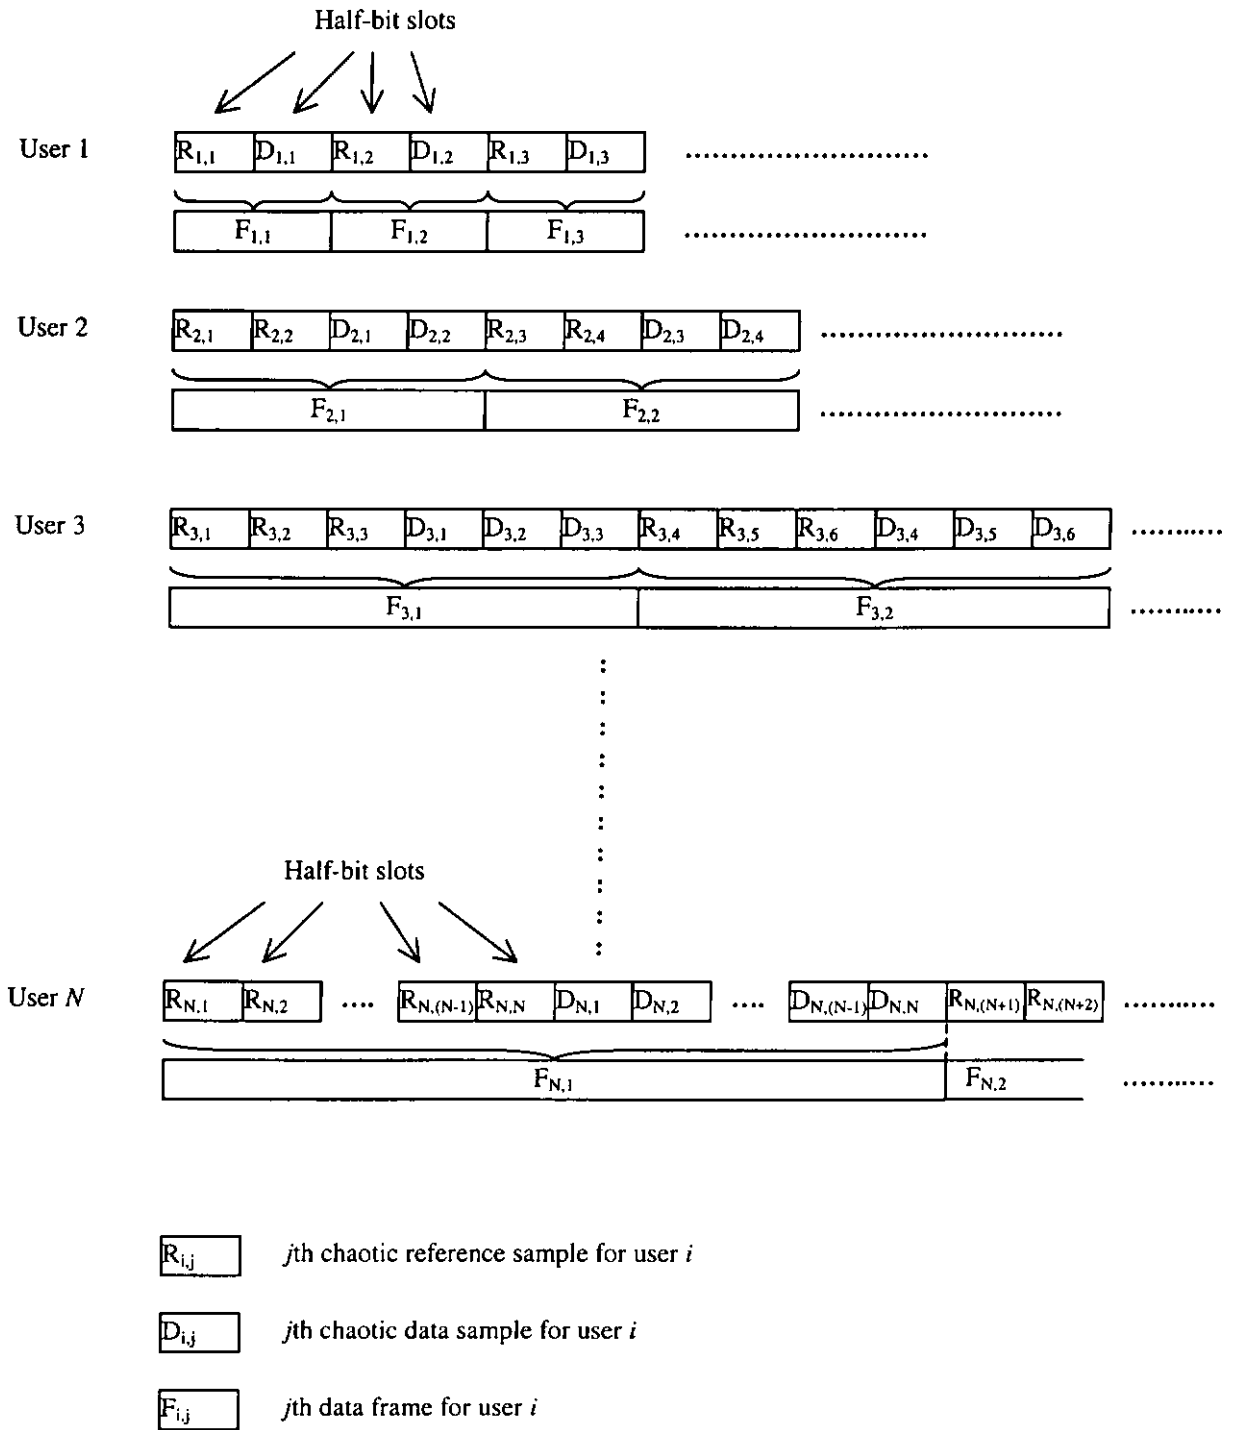 Half-bit slots
User 1 R1,1 D1,1 R1,2 D1,2 R1,3 D1,3 ..............................
F1,1 F1,2 F1,3 ..............................
User 2 R2,1 R2,2 D2,1 D2,2 R2,3 R2,4 D2,3 D2,4 ..............................
F2,1 F2,2 ..............................
User 3 R3,1 R3,2 R3,3 D3,1 D3,2 D3,3 R3,4 R3,5 R3,6 D3,4 D3,5 D3,6 ...........
F3,1 F3,2 ...........
Half-bit slots
User N RN,1 RN,2 .... RN,(N-1) RN,N DN,1 DN,2 .... DN,(N-1) DN,N RN,(N+1) RN,(N+2) ...........
FN,1 FN,2 ...........
Ri,j jth chaotic reference sample for user i
Di,j jth chaotic data sample for user i
Fi,j jth data frame for user i